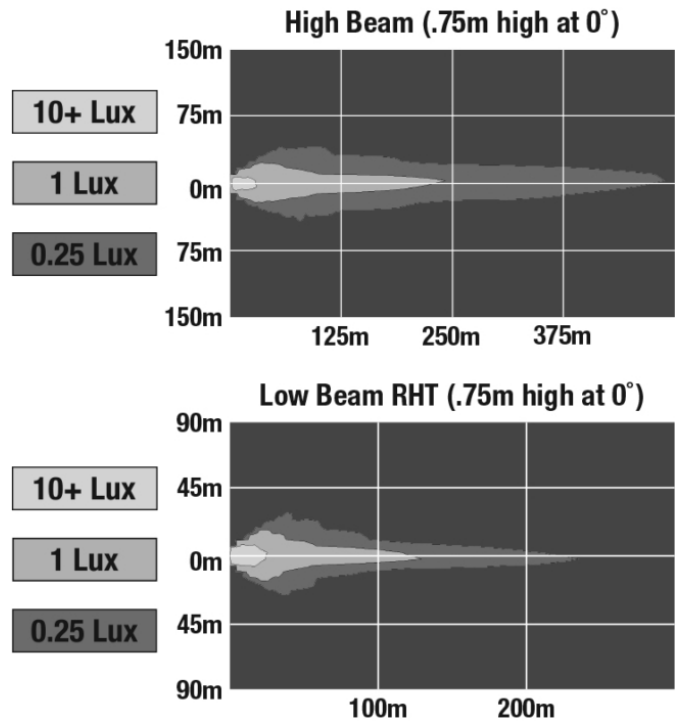 High Beam (.75m high at 0°)
150m
10+ Lux
75m
1 Lux
0m
0.25 Lux
75m
150m
125m 250m 375m
Low Beam RHT (.75m high at 0°)
90m
10+ Lux
45m
1 Lux
0m
0.25 Lux
45m
90m
100m 200m